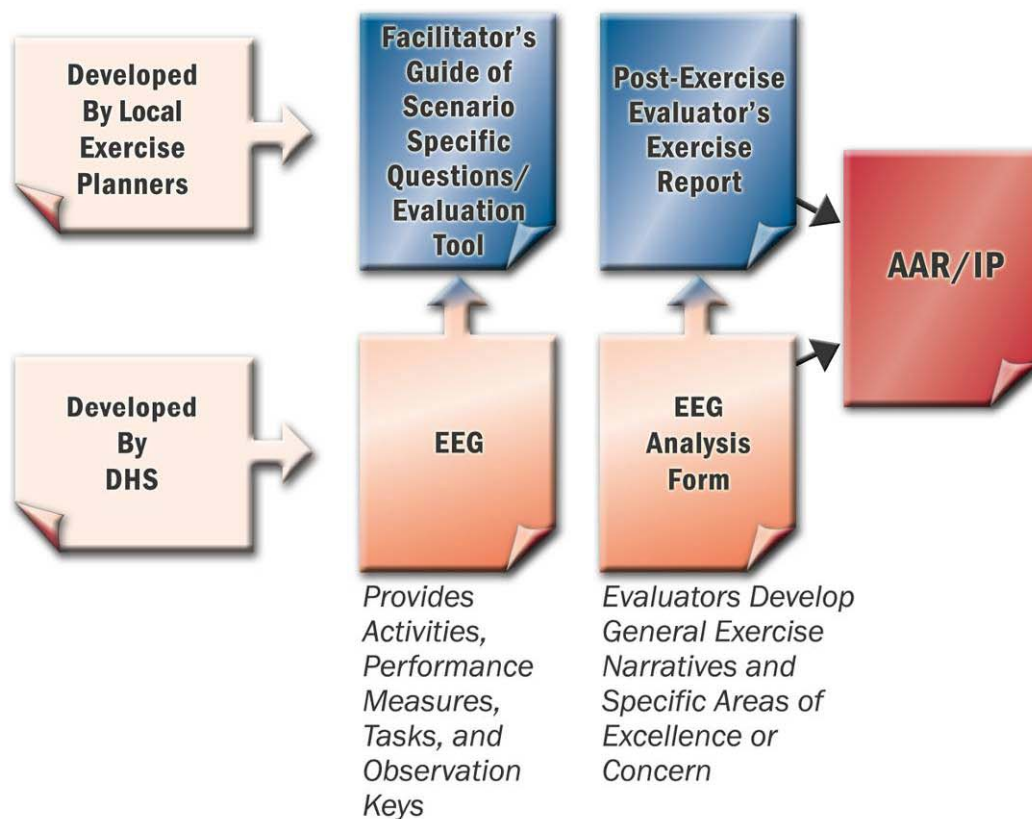 Developed
By Local
Exercise
Planners
Facilitator's
Guide of
Scenario
Specific
Questions/
Evaluation
Tool
Post-Exercise
Evaluator's
Exercise
Report
AAR/IP
Developed
By
DHS
EEG
EEG
Analysis
Form
Provides
Activities,
Performance
Measures,
Tasks, and
Observation
Keys
Evaluators Develop
General Exercise
Narratives and
Specific Areas of
Excellence or
Concern